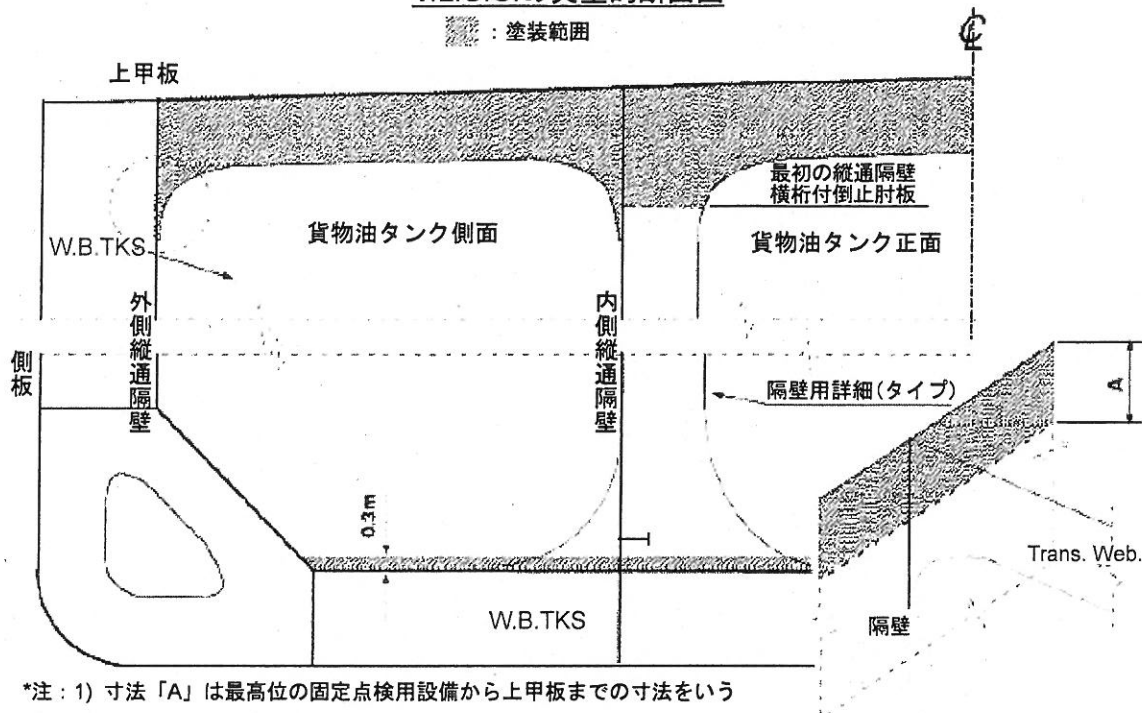 ：塗装範囲
℄
上甲板
最初の縦通隔壁
横桁付倒止肘板
貨物油タンク側面
貨物油タンク正面
W.B.TKS
外側縦通隔壁
内側縦通隔壁
側板
隔壁用詳細(タイプ)
A
0.3m
Trans. Web.
W.B.TKS
隔壁
*注：1) 寸法「A」は最高位の固定点検用設備から上甲板までの寸法をいう